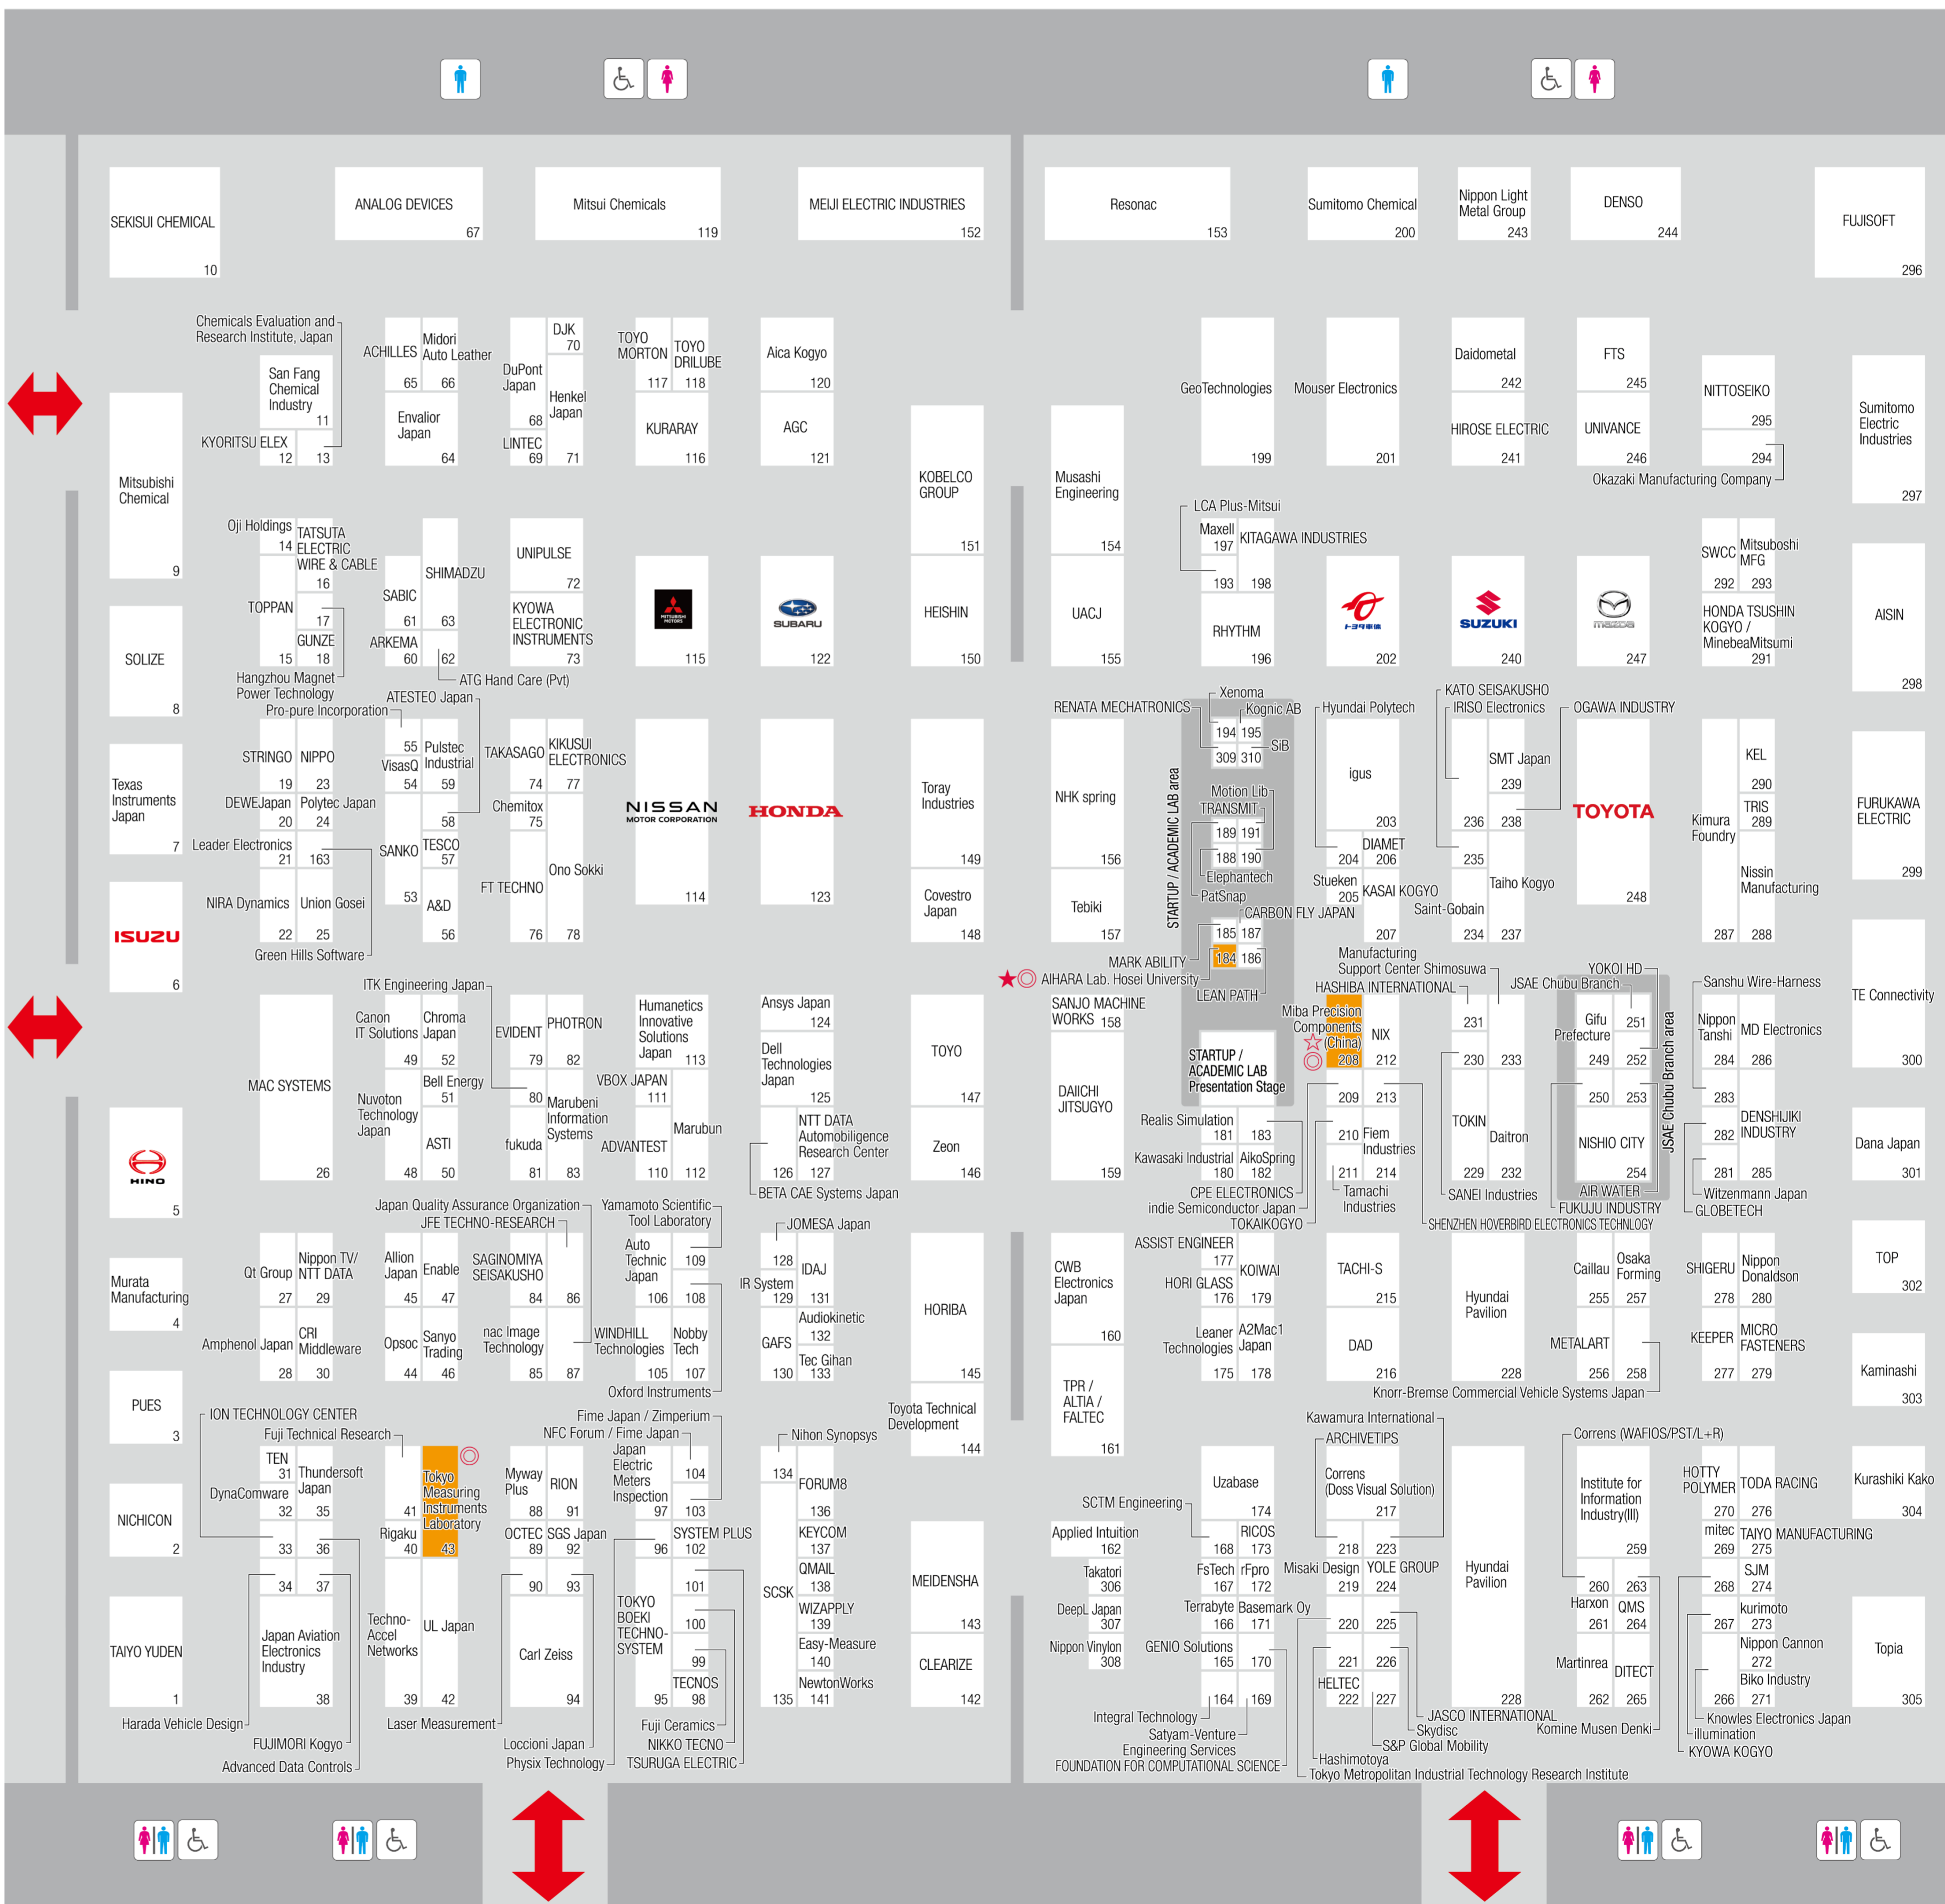 SEKISUI CHEMICAL
10
ANALOG DEVICES
67
Mitsui Chemicals
119
MEIJI ELECTRIC INDUSTRIES
152
Resonac
153
Sumitomo Chemical
200
Nippon Light
Metal Group
243
DENSO
244
FUJISOFT
296
Chemicals Evaluation and
Research Institute, Japan
San Fang
Chemical
Industry
11
KYORITSU ELEX
12
13
ACHILLES
65
Midori
Auto Leather
66
Envalior
Japan
64
DJK
70
DuPont
Japan
68
Henkel
Japan
LINTEC
69
71
TOYO
MORTON
117
TOYO
DRILUBE
118
KURARAY
116
Aica Kogyo
120
AGC
121
KOBELCO
GROUP
151
Musashi
Engineering
154
GeoTechnologies
199
Mouser Electronics
201
Daidometal
242
HIROSE ELECTRIC
241
FTS
245
UNIVANCE
246
NITTOSEIKO
295
294
Okazaki Manufacturing Company
Sumitomo
Electric
Industries
297
Mitsubishi
Chemical
9
Oji Holdings
14
TATSUTA
ELECTRIC
WIRE & CABLE
16
TOPPAN
17
GUNZE
15
18
Hangzhou Magnet
Power Technology
SHIMADZU
SABIC
61
63
ARKEMA
60
62
ATG Hand Care (Pvt)
UNIPULSE
72
KYOWA
ELECTRONIC
INSTRUMENTS
73
MITSUBISHI
MOTORS
115
SUBARU
122
HEISHIN
150
UACJ
155
LCA Plus-Mitsui
Maxell
197
KITAGAWA INDUSTRIES
193
198
RHYTHM
196
トヨタ車体
202
SUZUKI
240
mazda
247
SWCC
292
Mitsuboshi
MFG
293
HONDA TSUSHIN
KOGYO /
MinebeaMitsumi
291
AISIN
298
SOLIZE
8
Texas
Instruments
Japan
7
ISUZU
6
ATESTEO Japan
Pro-pure Incorporation
STRINGO
19
NIPPO
23
DEWEJapan
20
Polytec Japan
24
Leader Electronics
21
163
NIRA Dynamics
22
Union Gosei
25
Green Hills Software
55
VisasQ
54
Pulstec
Industrial
59
58
SANKO
53
TESCO
57
A&D
56
TAKASAGO
74
KIKUSUI
ELECTRONICS
77
Chemitox
75
FT TECHNO
76
Ono Sokki
78
NISSAN
MOTOR CORPORATION
114
HONDA
123
Toray
Industries
149
Covestro
Japan
148
NHK spring
156
Tebiki
157
STARTUP / ACADEMIC LAB area
RENATA MECHATRONICS
Xenoma
Kognic AB
194
195
SiB
309
310
Motion Lib
TRANSMIT
189
191
188
190
Elephantech
PatSnap
CARBON FLY JAPAN
185
187
184
186
MARK ABILITY
AIHARA Lab. Hosei University
LEAN PATH
STARTUP /
ACADEMIC LAB
Presentation Stage
Hyundai Polytech
igus
203
DIAMET
204
206
Stueken
205
KASAI KOGYO
207
KATO SEISAKUSHO
IRISO Electronics
OGAWA INDUSTRY
SMT Japan
239
236
238
235
Saint-Gobain
234
Taiho Kogyo
237
TOYOTA
248
KEL
290
TRIS
289
Kimura
Foundry
287
Nissin
Manufacturing
288
FURUKAWA
ELECTRIC
299
ITK Engineering Japan
MAC SYSTEMS
26
Canon
IT Solutions
49
Chroma
Japan
52
Nuvoton
Technology
Japan
48
Bell Energy
51
ASTI
50
EVIDENT
79
PHOTRON
82
80
Marubeni
Information
Systems
fukuda
81
83
Humanetics
Innovative
Solutions
Japan
113
VBOX JAPAN
111
ADVANTEST
110
Marubun
112
Ansys Japan
124
Dell
Technologies
Japan
125
NTT DATA
Automobiligence
Research Center
126
127
BETA CAE Systems Japan
TOYO
147
Zeon
146
SANJO MACHINE
WORKS
158
DAIICHI
JITSUGYO
159
Realis Simulation
181
183
Kawasaki Industrial
180
AikoSpring
182
CPE ELECTRONICS
indie Semiconductor Japan
TOKAIKOGYO
Miba Precision
Components
(China)
208
NIX
212
209
213
210
Fiem
Industries
211
214
Tamachi
Industries
SHENZHEN HOVERBIRD ELECTRONICS TECHNLOGY
Manufacturing
Support Center Shimosuwa
HASHIBA INTERNATIONAL
231
230
233
TOKIN
229
Daitron
232
SANEI Industries
YOKOI HD
JSAE Chubu Branch
Gifu
Prefecture
251
249
252
250
253
NISHIO CITY
254
AIR WATER
FUKUJU INDUSTRY
JSAE Chubu Branch area
Sanshu Wire-Harness
Nippon
Tanshi
284
MD Electronics
286
283
282
DENSHIJIKI
INDUSTRY
281
285
Witzenmann Japan
GLOBETECH
TE Connectivity
300
Dana Japan
301
HINO
5
Murata
Manufacturing
4
PUES
3
NICHICON
2
TAIYO YUDEN
1
Qt Group
27
Nippon TV/
NTT DATA
29
Amphenol Japan
28
CRI
Middleware
30
Allion
Japan
45
Enable
47
Opsoc
44
Sanyo
Trading
46
Japan Quality Assurance Organization
JFE TECHNO-RESEARCH
SAGINOMIYA
SEISAKUSHO
84
86
nac Image
Technology
85
87
Yamamoto Scientific
Tool Laboratory
Auto
Technic
Japan
109
106
108
WINDHILL
Technologies
105
Nobby
Tech
107
Oxford Instruments
JOMESA Japan
128
IDAJ
IR System
129
131
Audiokinetic
132
GAFS
130
Tec Gihan
133
HORIBA
145
Toyota Technical
Development
144
CWB
Electronics
Japan
160
TPR /
ALTIA /
FALTEC
161
ASSIST ENGINEER
177
HORI GLASS
176
KOIWAI
179
Leaner
Technologies
175
A2Mac1
Japan
178
TACHI-S
215
DAD
216
Hyundai
Pavilion
228
Caillau
255
Osaka
Forming
257
METALART
256
258
Knorr-Bremse Commercial Vehicle Systems Japan
SHIGERU
278
Nippon
Donaldson
280
KEEPER
277
MICRO
FASTENERS
279
TOP
302
Kaminashi
303
ION TECHNOLOGY CENTER
Fuji Technical Research
TEN
31
Thundersoft
Japan
DynaComware
32
35
33
36
34
37
Japan Aviation
Electronics
Industry
38
Harada Vehicle Design
FUJIMORI Kogyo
Advanced Data Controls
41
Rigaku
40
Tokyo
Measuring
Instruments
Laboratory
43
Techno-
Accel
Networks
39
UL Japan
42
Laser Measurement
Myway
Plus
88
RION
91
OCTEC
89
SGS Japan
92
90
93
Carl Zeiss
94
Loccioni Japan
Physix Technology
Fime Japan / Zimperium
NFC Forum / Fime Japan
Japan
Electric
Meters
Inspection
97
104
103
SYSTEM PLUS
96
102
101
TOKYO
BOEKI
TECHNO-
SYSTEM
100
99
TECNOS
95
98
Fuji Ceramics
NIKKO TECNO
TSURUGA ELECTRIC
Nihon Synopsys
134
FORUM8
136
KEYCOM
137
QMAIL
138
SCSK
WIZAPPLY
139
Easy-Measure
140
NewtonWorks
135
141
MEIDENSHA
143
CLEARIZE
142
Applied Intuition
162
Takatori
306
DeepL Japan
307
Nippon Vinylon
308
SCTM Engineering
Uzabase
174
RICOS
168
173
FsTech
167
rFpro
172
Terrabyte
166
Basemark Oy
171
GENIO Solutions
165
170
164
169
Integral Technology
Satyam-Venture
Engineering Services
FOUNDATION FOR COMPUTATIONAL SCIENCE
Kawamura International
ARCHIVETIPS
Correns
(Doss Visual Solution)
217
218
223
Misaki Design
219
YOLE GROUP
224
220
225
221
226
HELTEC
222
227
JASCO INTERNATIONAL
Skydisc
S&P Global Mobility
Hashimotoya
Tokyo Metropolitan Industrial Technology Research Institute
Hyundai
Pavilion
228
Correns (WAFIOS/PST/L+R)
Institute for
Information
Industry(III)
259
260
263
Harxon
261
QMS
264
Martinrea
262
DITECT
265
Komine Musen Denki
HOTTY
POLYMER
270
TODA RACING
276
mitec
269
TAIYO MANUFACTURING
275
SJM
268
274
kurimoto
267
273
Nippon Cannon
272
Biko Industry
266
271
Knowles Electronics Japan
illumination
KYOWA KOGYO
Kurashiki Kako
304
Topia
305